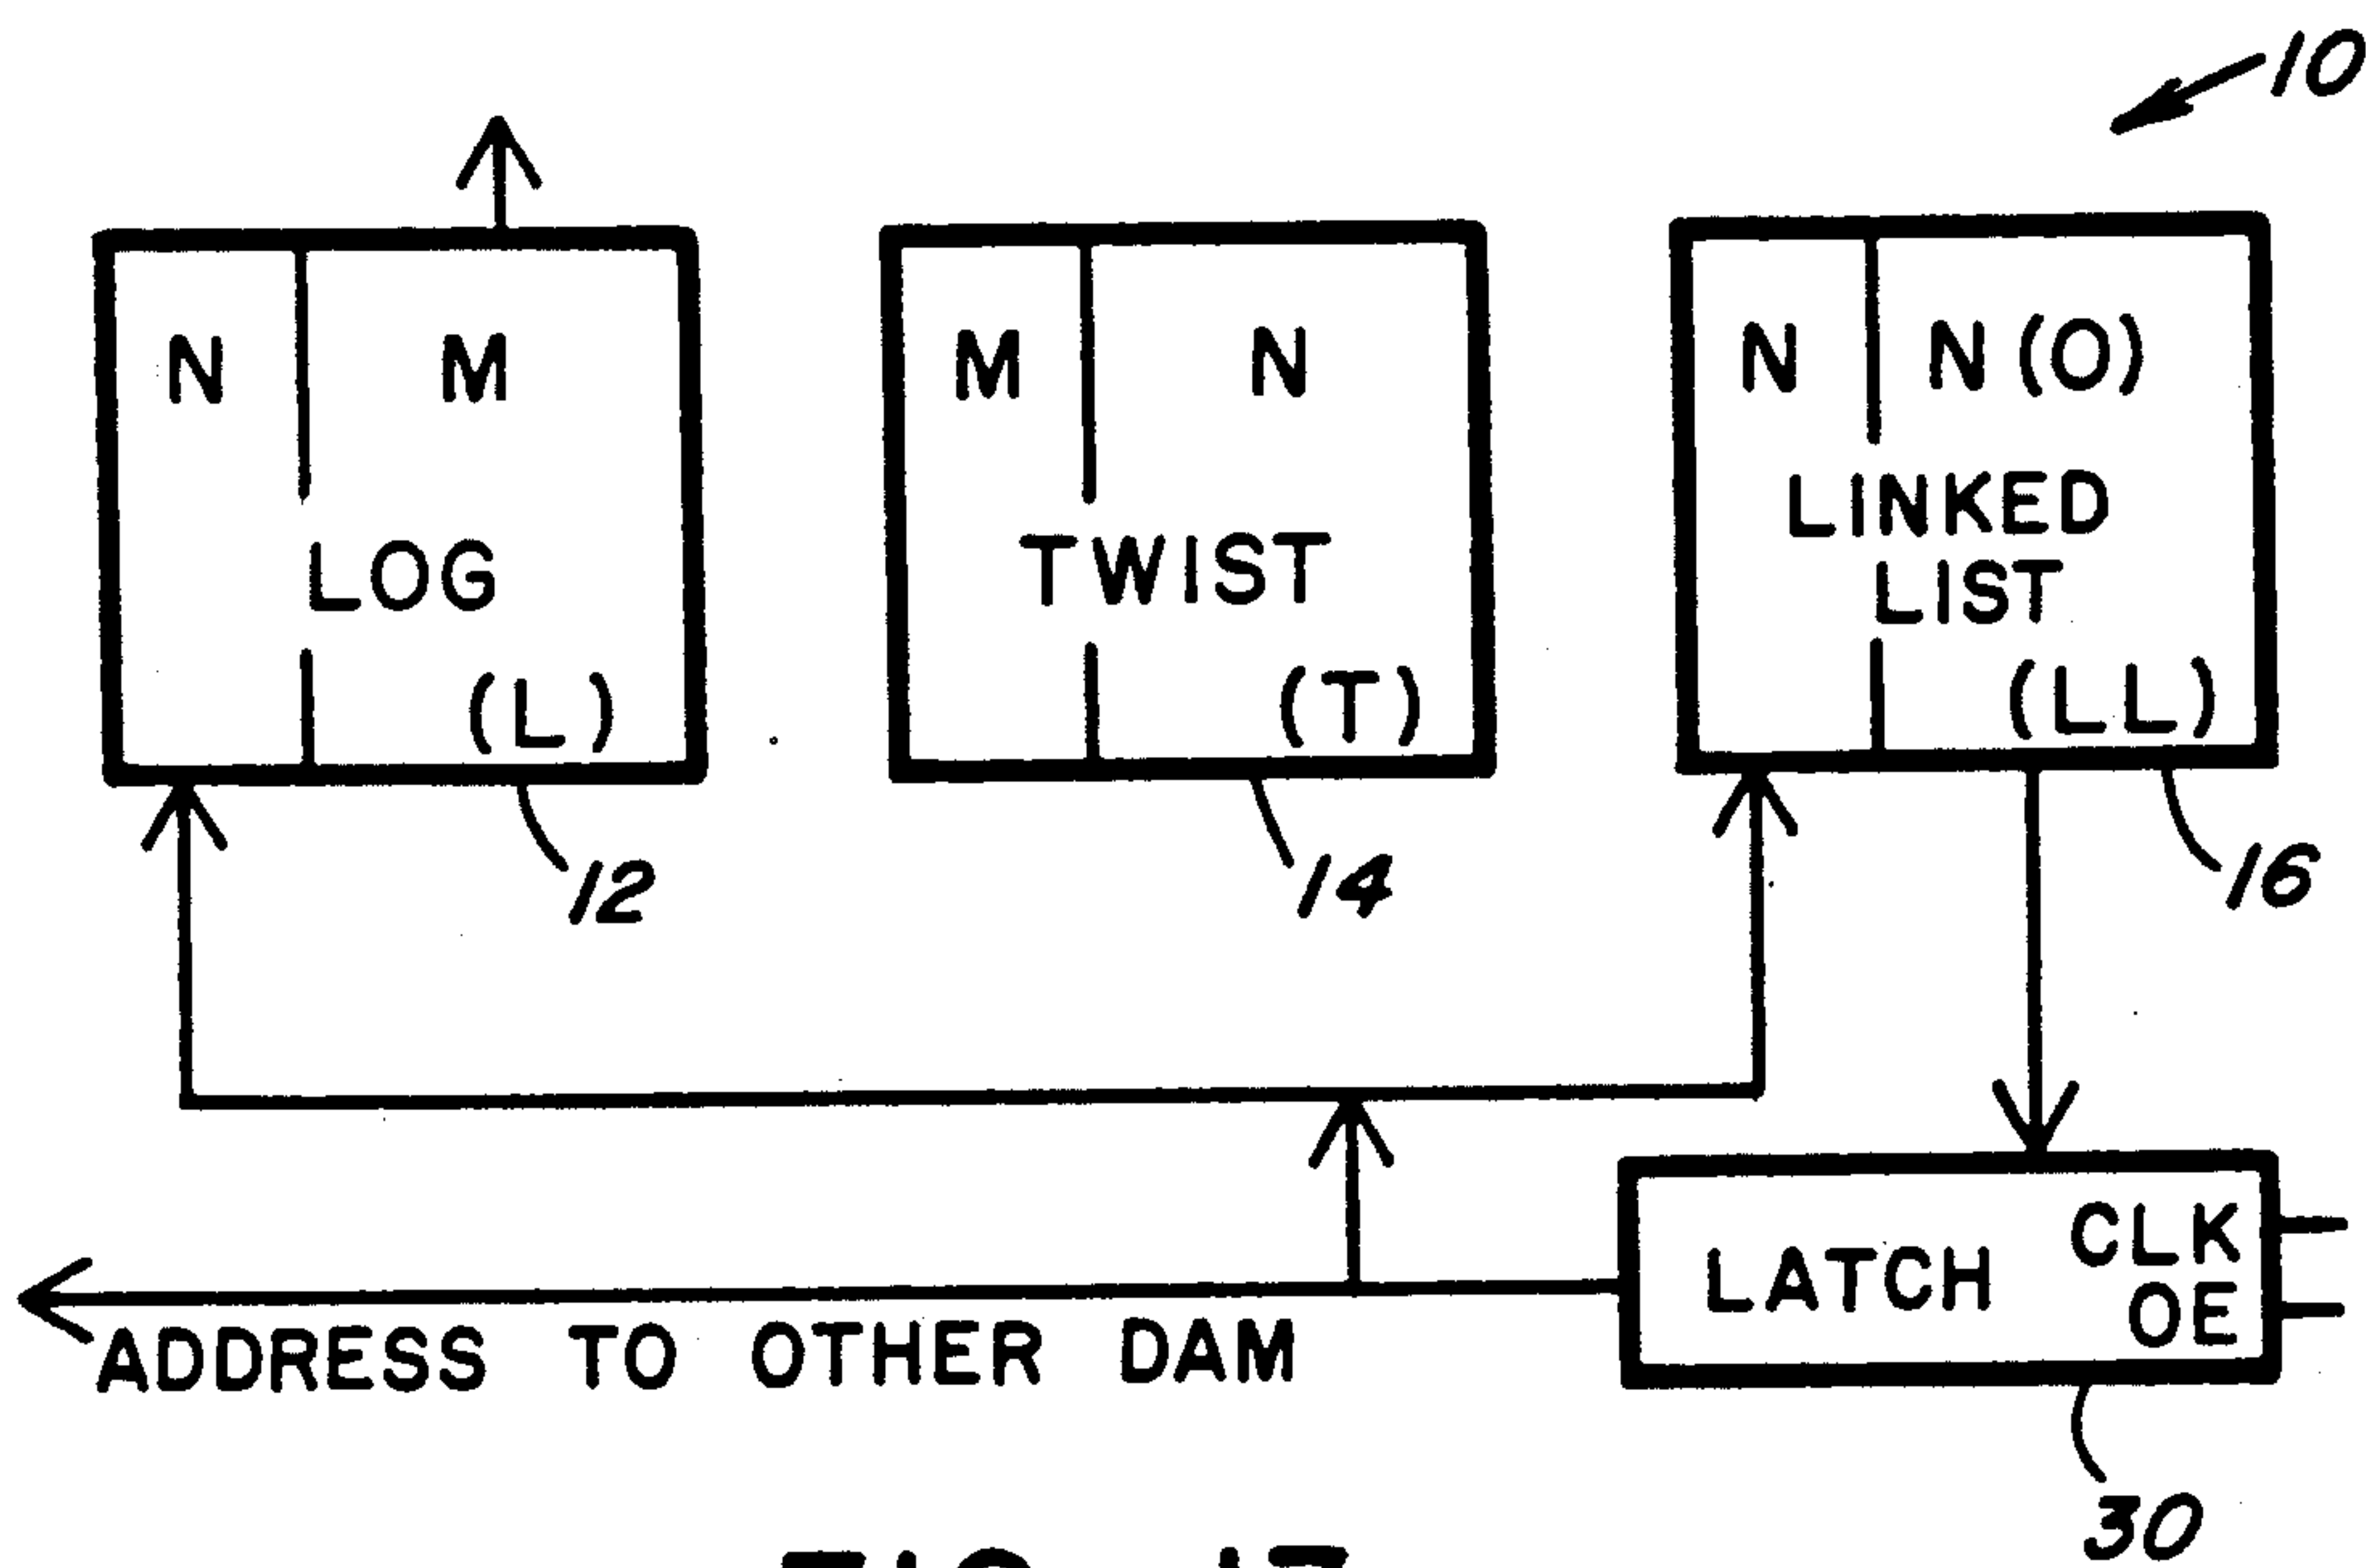 10
N M
LOG
(L)
12
M N
TWIST
(T)
14
N N(O)
LINKED
LIST
(LL)
16
LATCH
CLK
OE
30
ADDRESS TO OTHER DAM